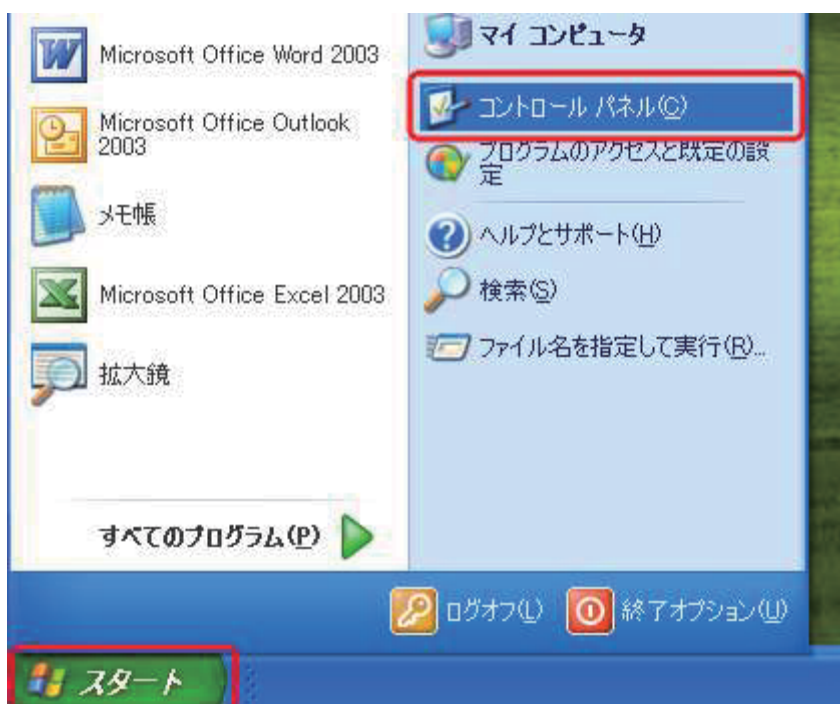 Microsoft Office Word 2003
Microsoft Office Outlook
2003
メモ帳
Microsoft Office Excel 2003
拡大鏡
すべてのプログラム(P)
マイ コンピュータ
コントロール パネル(C)
プログラムのアクセスと既定の設
定
ヘルプとサポート(H)
検索(S)
ファイル名を指定して実行(R)...
ログオフ(L)
終了オプション(U)
スタート